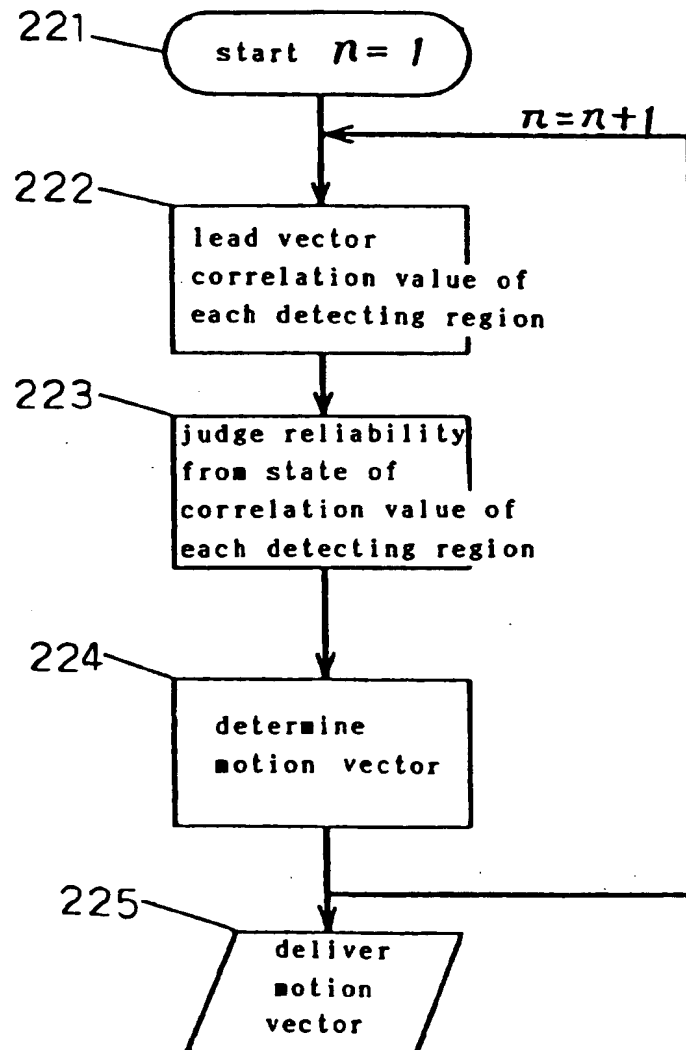 221
start n = 1
n=n+1
222
lead vector
correlation value of
each detecting region
223
judge reliability
from state of
correlation value of
each detecting region
224
determine
motion vector
225
deliver
motion
vector